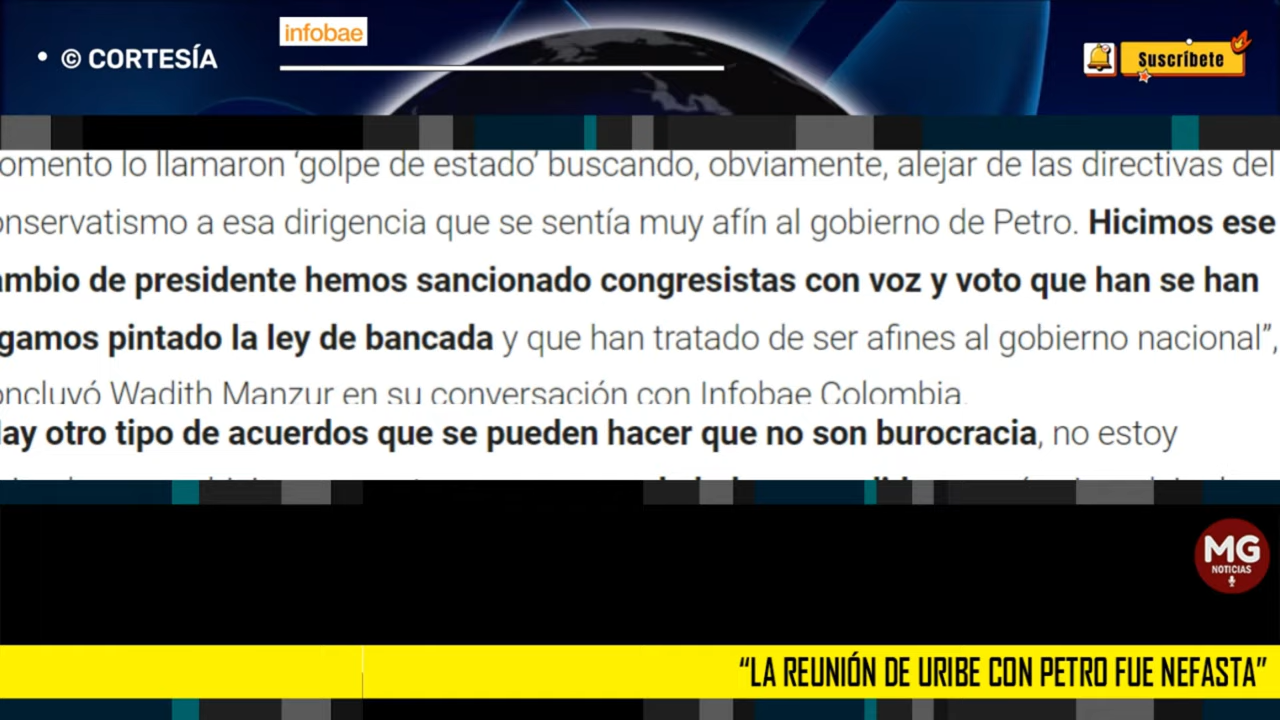 infobae
• © CORTESÍA
Suscríbete
omento lo llamaron ‘golpe de estado’ buscando, obviamente, alejar de las directivas del
onservatismo a esa dirigencia que se sentía muy afín al gobierno de Petro. Hicimos ese
ambio de presidente hemos sancionado congresistas con voz y voto que han se han
gamos pintado la ley de bancada y que han tratado de ser afines al gobierno nacional”,
oncluyó Wadith Manzur en su conversación con Infobae Colombia.
lay otro tipo de acuerdos que se pueden hacer que no son burocracia, no estoy
MG
NOTICIAS
“LA REUNIÓN DE URIBE CON PETRO FUE NEFASTA”